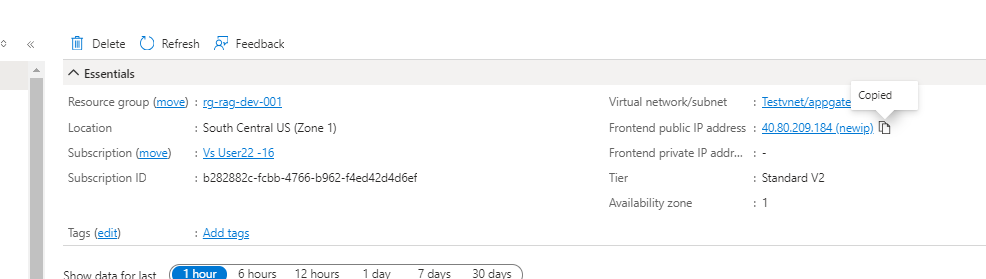 « Delete Refresh Feedback
Essentials
Copied
Resource group (move) : rg-rag-dev-001 Virtual network/subnet : Testvnet/appgate
Location : South Central US (Zone 1) Frontend public IP address : 40.80.209.184 (newip)
Subscription (move) : Vs User22 -16 Frontend private IP addr... : -
Subscription ID : b282882c-fcbb-4766-b962-f4ed42d4d6ef Tier : Standard V2
Availability zone : 1
Tags (edit) : Add tags
Show data for last 1 hour 6 hours 12 hours 1 day 7 days 30 days